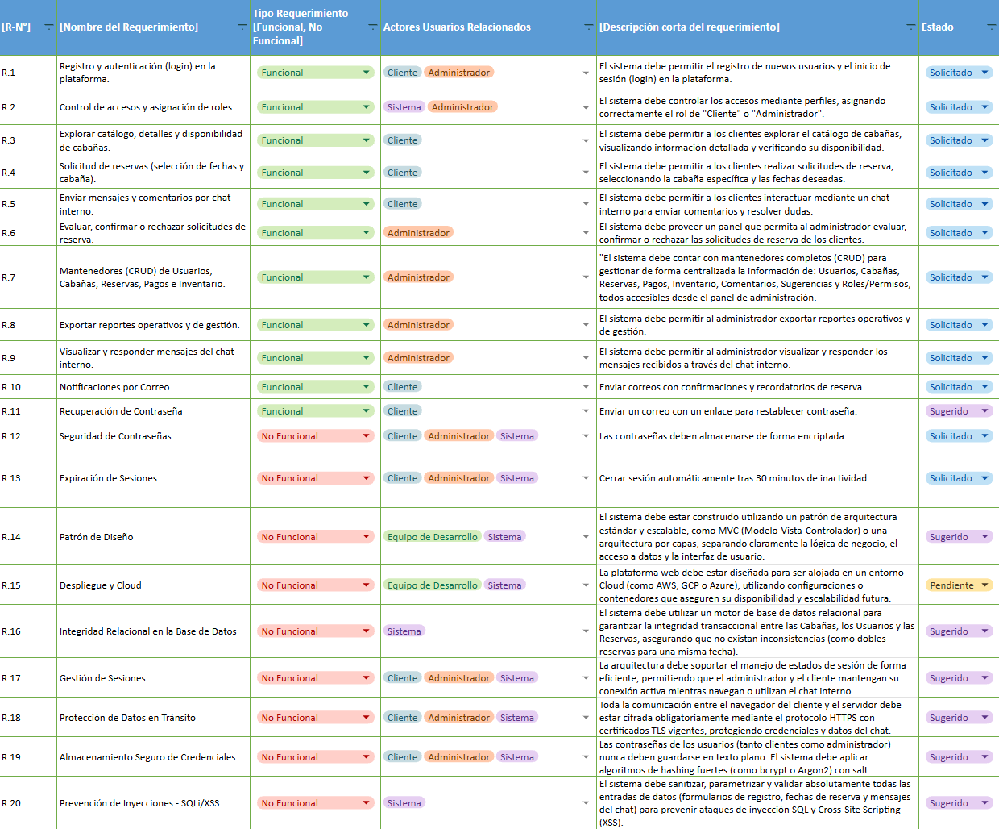 [R-N°]
[Nombre del Requerimiento]
Tipo Requerimiento
[Funcional, No
Funcional]
Actores Usuarios Relacionados
[Descripción corta del requerimiento]
Estado
R.1
Registro y autenticación (login) en la
plataforma.
Funcional
Cliente Administrador
El sistema debe permitir el registro de nuevos usuarios y el inicio de
sesión (login) en la plataforma.
Solicitado
R.2
Control de accesos y asignación de roles.
Funcional
Sistema Administrador
El sistema debe controlar los accesos mediante perfiles, asignando
correctamente el rol de "Cliente" o "Administrador".
Solicitado
R.3
Explorar catálogo, detalles y disponibilidad
de cabañas.
Funcional
Cliente
El sistema debe permitir a los clientes explorar el catálogo de cabañas,
visualizando información detallada y verificando su disponibilidad.
Solicitado
R.4
Solicitud de reservas (selección de fechas y
cabaña).
Funcional
Cliente
El sistema debe permitir a los clientes realizar solicitudes de reserva,
seleccionando la cabaña específica y las fechas deseadas.
Solicitado
R.5
Enviar mensajes y comentarios por chat
interno.
Funcional
Cliente
El sistema debe permitir a los clientes interactuar mediante un chat
interno para enviar comentarios y resolver dudas.
Solicitado
R.6
Evaluar, confirmar o rechazar solicitudes de
reserva.
Funcional
Administrador
El sistema debe proveer un panel que permita al administrador evaluar,
confirmar o rechazar las solicitudes de reserva de los clientes.
Solicitado
R.7
Mantenedores (CRUD) de Usuarios,
Cabañas, Reservas, Pagos e Inventario.
Funcional
Administrador
"El sistema debe contar con mantenedores completos (CRUD) para
gestionar de forma centralizada la información de: Usuarios, Cabañas,
Reservas, Pagos, Inventario, Comentarios, Sugerencias y Roles/Permisos,
todos accesibles desde el panel de administración.
Solicitado
R.8
Exportar reportes operativos y de gestión.
Funcional
Administrador
El sistema debe permitir al administrador exportar reportes operativos y
de gestión.
Solicitado
R.9
Visualizar y responder mensajes del chat
interno.
Funcional
Administrador
El sistema debe permitir al administrador visualizar y responder los
mensajes recibidos a través del chat interno.
Solicitado
R.10
Notificaciones por Correo
Funcional
Cliente
Enviar correos con confirmaciones y recordatorios de reserva.
Solicitado
R.11
Recuperación de Contraseña
Funcional
Cliente
Enviar un correo con un enlace para restablecer contraseña.
Sugerido
R.12
Seguridad de Contraseñas
No Funcional
Cliente Administrador Sistema
Las contraseñas deben almacenarse de forma encriptada.
Solicitado
R.13
Expiración de Sesiones
No Funcional
Cliente Administrador Sistema
Cerrar sesión automáticamente tras 30 minutos de inactividad.
Solicitado
R.14
Patrón de Diseño
No Funcional
Equipo de Desarrollo Sistema
El sistema debe estar construido utilizando un patrón de arquitectura
estándar y escalable, como MVC (Modelo-Vista-Controlador) o una
arquitectura por capas, separando claramente la lógica de negocio, el
acceso a datos y la interfaz de usuario.
Sugerido
R.15
Despliegue y Cloud
No Funcional
Equipo de Desarrollo Sistema
La plataforma web debe estar diseñada para ser alojada en un entorno
Cloud (como AWS, GCP o Azure), utilizando configuraciones o
contenedores que aseguren su disponibilidad y escalabilidad futura.
Pendiente
R.16
Integridad Relacional en la Base de Datos
No Funcional
Sistema
El sistema debe utilizar un motor de base de datos relacional para
garantizar la integridad transaccional entre las Cabañas, los Usuarios y las
Reservas, asegurando que no existan inconsistencias (como dobles
reservas para una misma fecha).
Sugerido
R.17
Gestión de Sesiones
No Funcional
Cliente Administrador Sistema
La arquitectura debe soportar el manejo de estados de sesión de forma
eficiente, permitiendo que el administrador y el cliente mantengan su
conexión activa mientras navegan o utilizan el chat interno.
Sugerido
R.18
Protección de Datos en Tránsito
No Funcional
Cliente Administrador Sistema
Toda la comunicación entre el navegador del cliente y el servidor debe
estar cifrada obligatoriamente mediante el protocolo HTTPS con
certificados TLS vigentes, protegiendo credenciales y datos del chat.
Sugerido
R.19
Almacenamiento Seguro de Credenciales
No Funcional
Cliente Administrador Sistema
Las contraseñas de los usuarios (tanto clientes como administrador)
nunca deben guardarse en texto plano. El sistema debe aplicar
algoritmos de hashing fuertes (como bcrypt o Argon2) con salt.
Sugerido
R.20
Prevención de Inyecciones - SQLi/XSS
No Funcional
Sistema
El sistema debe sanitizar, parametrizar y validar absolutamente todas las
entradas de datos (formularios de registro, fechas de reserva y mensajes
del chat) para prevenir ataques de inyección SQL y Cross-Site Scripting
(XSS).
Sugerido